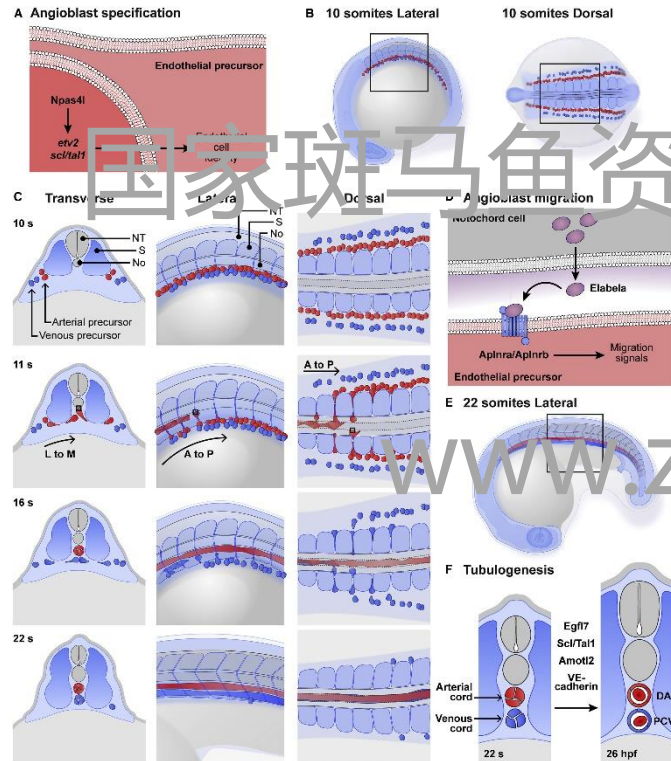 A Angioblast specification
Endothelial precursor
Npas4l
etv2
scl/tal1
cell
B 10 somites Lateral
10 somites Dorsal
国家斑马鱼资
C Transverse
Lateral
Dorsal
10 s
NT
S
No
Arterial precursor
Venous precursor
NT
S
No
11 s
L to M
A to P
A to P
16 s
22 s
D Angioblast migration
Notochord cell
Elabela
Aplnra/Aplnrb
Migration
signals
Endothelial precursor
www.z
E 22 somites Lateral
F Tubulogenesis
Egfl7
Scl/Tal1
Amotl2
VE-
cadherin
Arterial
cord
Venous
cord
DA
PCV
22 s
26 hpf